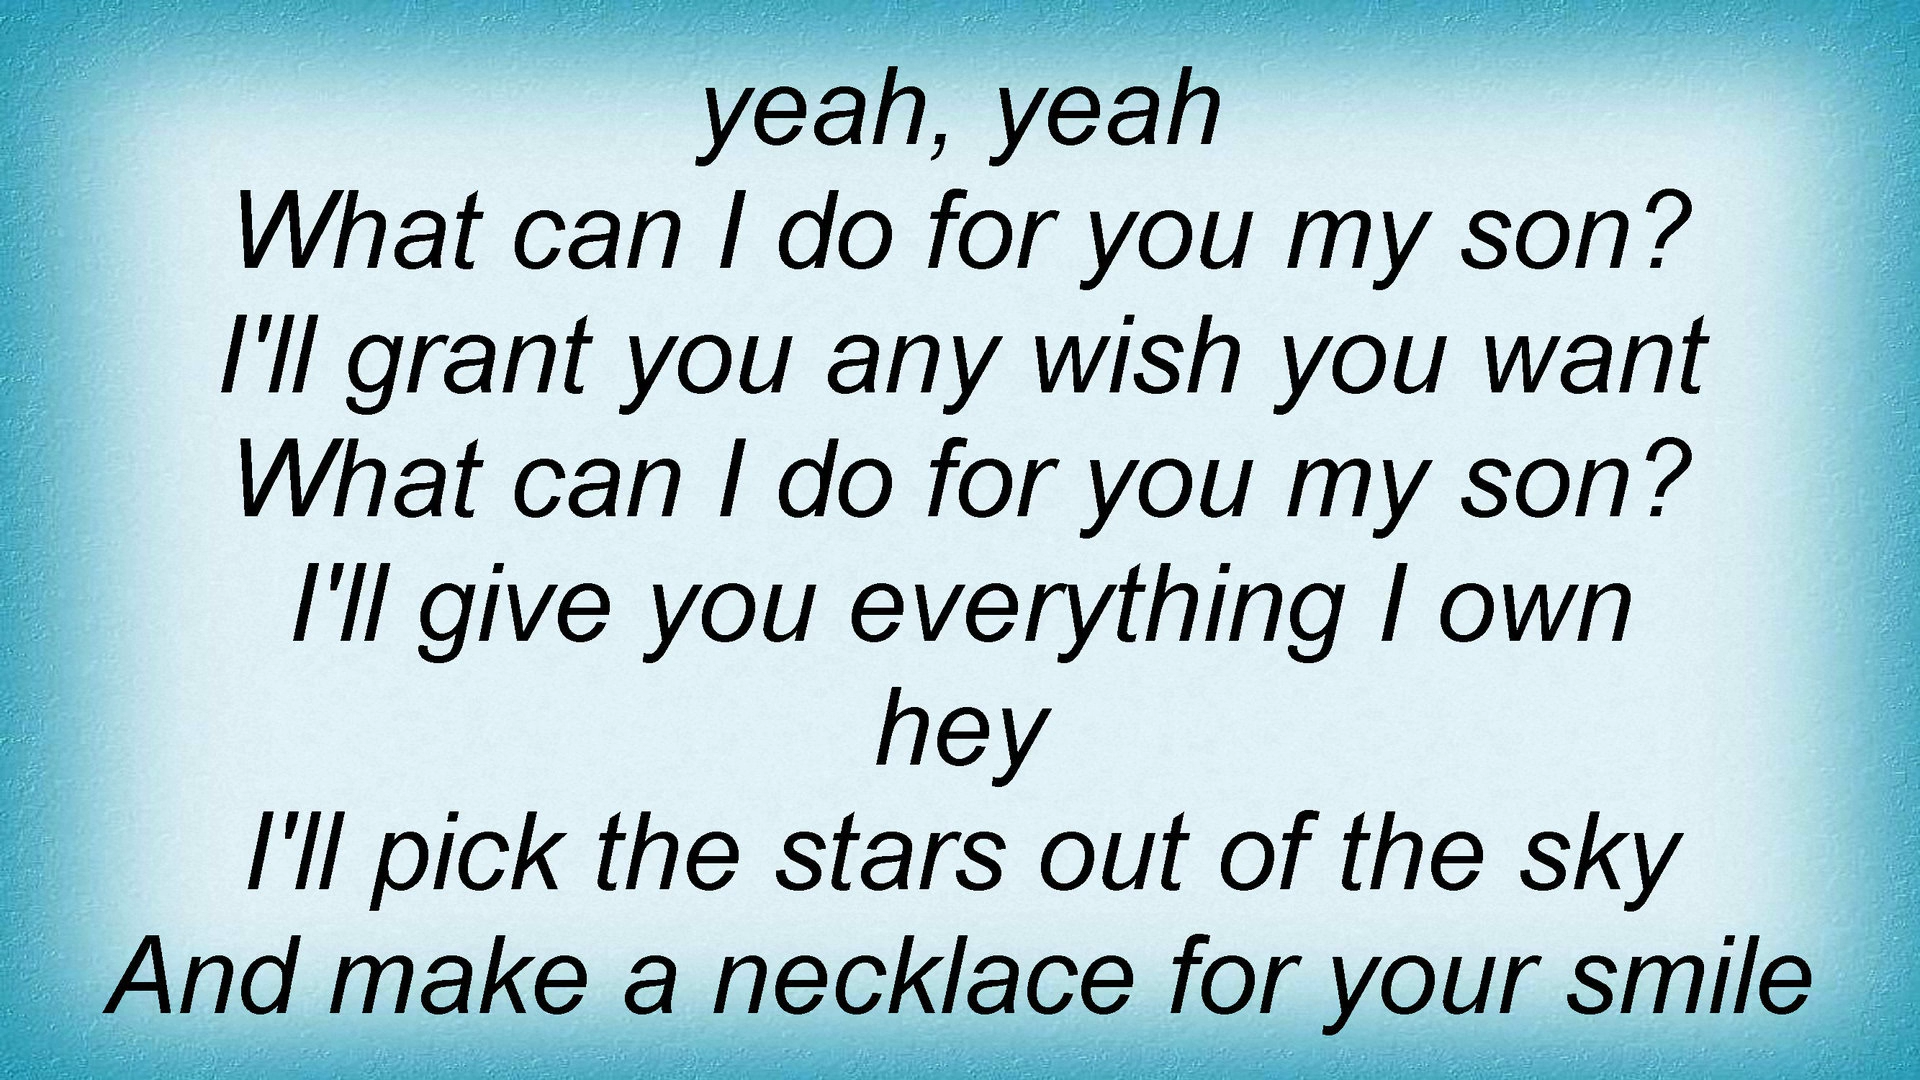 yeah, yeah
What can I do for you my son?
I'll grant you any wish you want
What can I do for you my son?
I'll give you everything I own
hey
I'll pick the stars out of the sky
And make a necklace for your smile